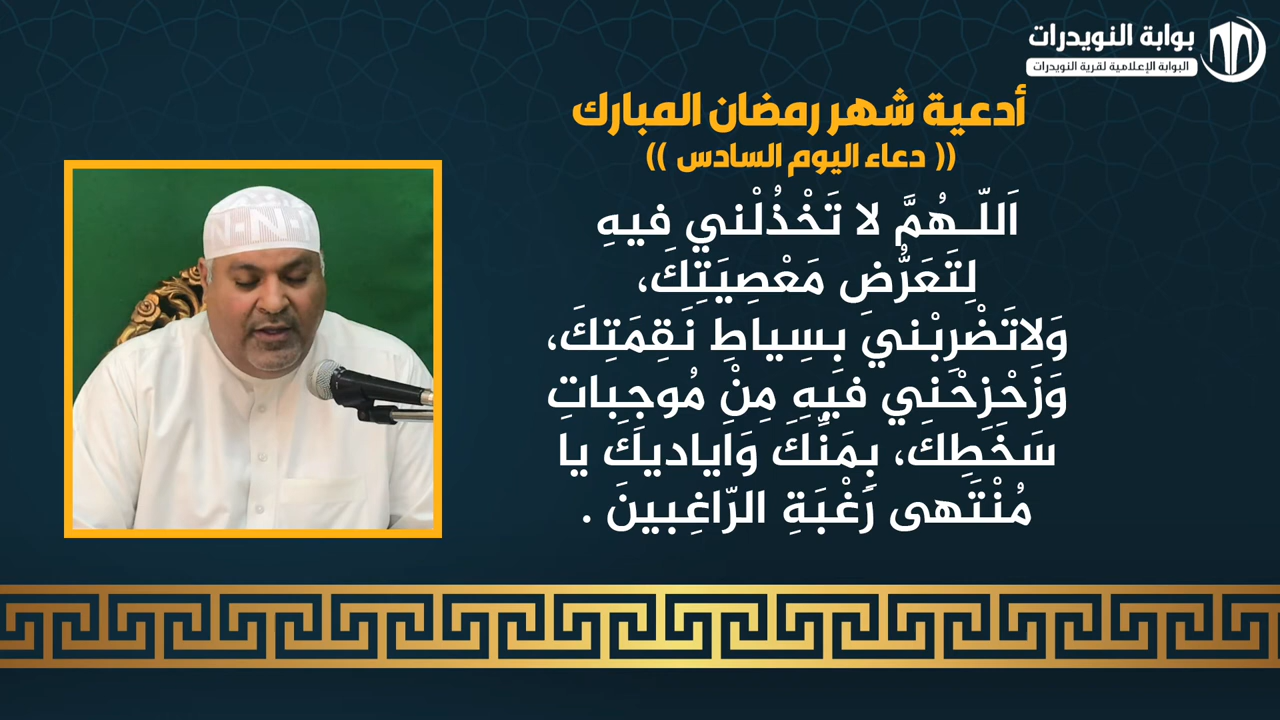 بوابة النويدرات
البوابة الإعلامية لقرية النويدرات
أدعية شهر رمضان المبارك
(( دعاء اليوم السادس ))
اَللّـهُمَّ لا تَخْذُلْني فيهِ
لِتَعَرُّضِ مَعْصِيَتِكَ،
وَلاتَضْرِبْني بِسِياطِ نَقِمَتِكَ،
وَزَحْزِحْني فيهِ مِنْ مُوجِباتِ
سَخَطِكَ، بِمَنِّكَ وَاَياديكَ يا
مُنْتَهى رَغْبَةِ الرّاغِبينَ .